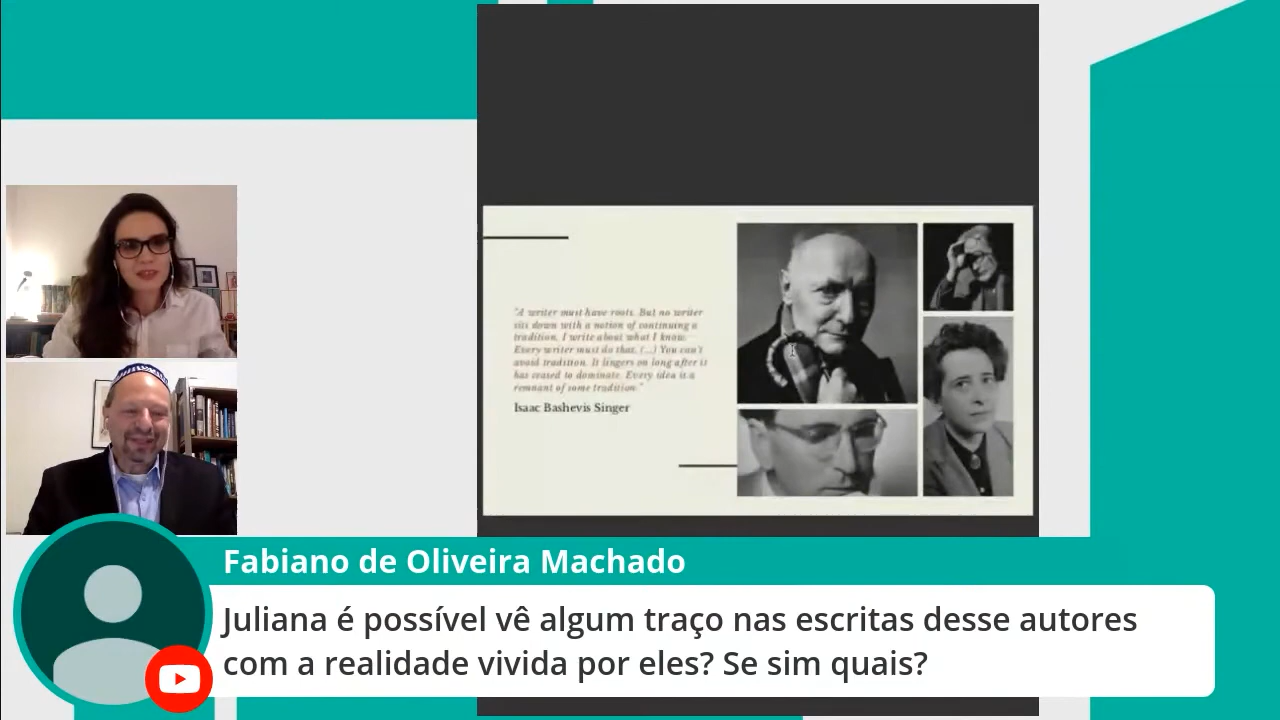 "A writer must have roots. But no writer
sits down with a notion of continuing a
tradition. I write about what I know.
Every writer must do that. (...) You can't
avoid tradition. It lingers on long after it
has ceased to dominate. Every idea is a
remnant of some tradition."
Isaac Bashevis Singer
Fabiano de Oliveira Machado
Juliana é possível vê algum traço nas escritas desse autores
com a realidade vivida por eles? Se sim quais?